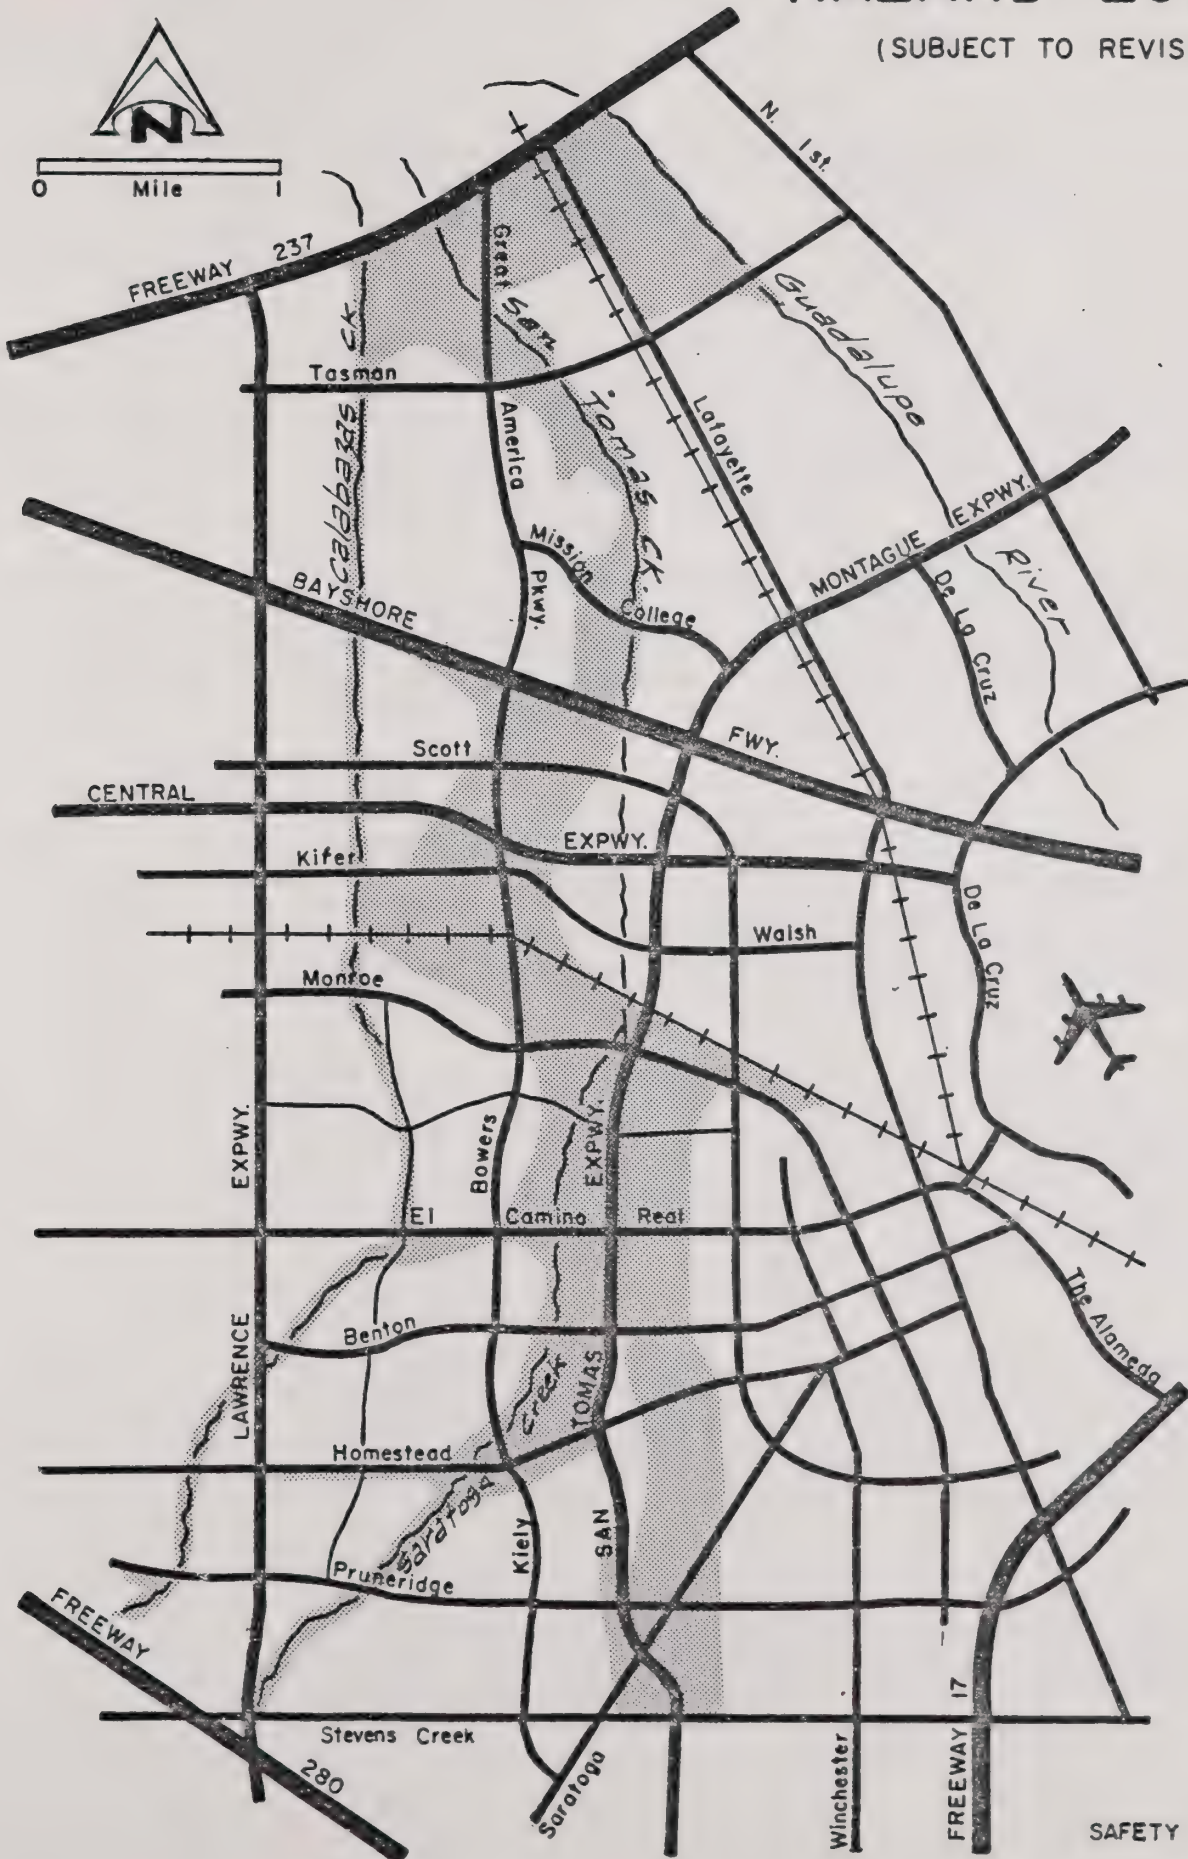 (SUBJECT TO REVIS
N
0 Mile 1
N. 1st.
FREEWAY 237
Great
San
Guadalupe
CK.
Tasman
America
Tomas
Lafayette
Calabazas
CK.
Mission
EXPWY.
MONTAGUE
River
BAYSHORE
Pkwy.
College
De La Cruz
Scott
FWY.
CENTRAL
EXPWY.
Kifer
Walsh
De La Cruz
Monroe
EXPWY.
Bowers
EXPWY.
El Camino Real
The Alameda
Benton
LAWRENCE
TOMAS
Creek
Homestead
Saratoga
Kiely
SAN
Pruneridge
FREEWAY
Stevens Creek
280
Saratoga
Winchester
FREEWAY 17
SAFETY